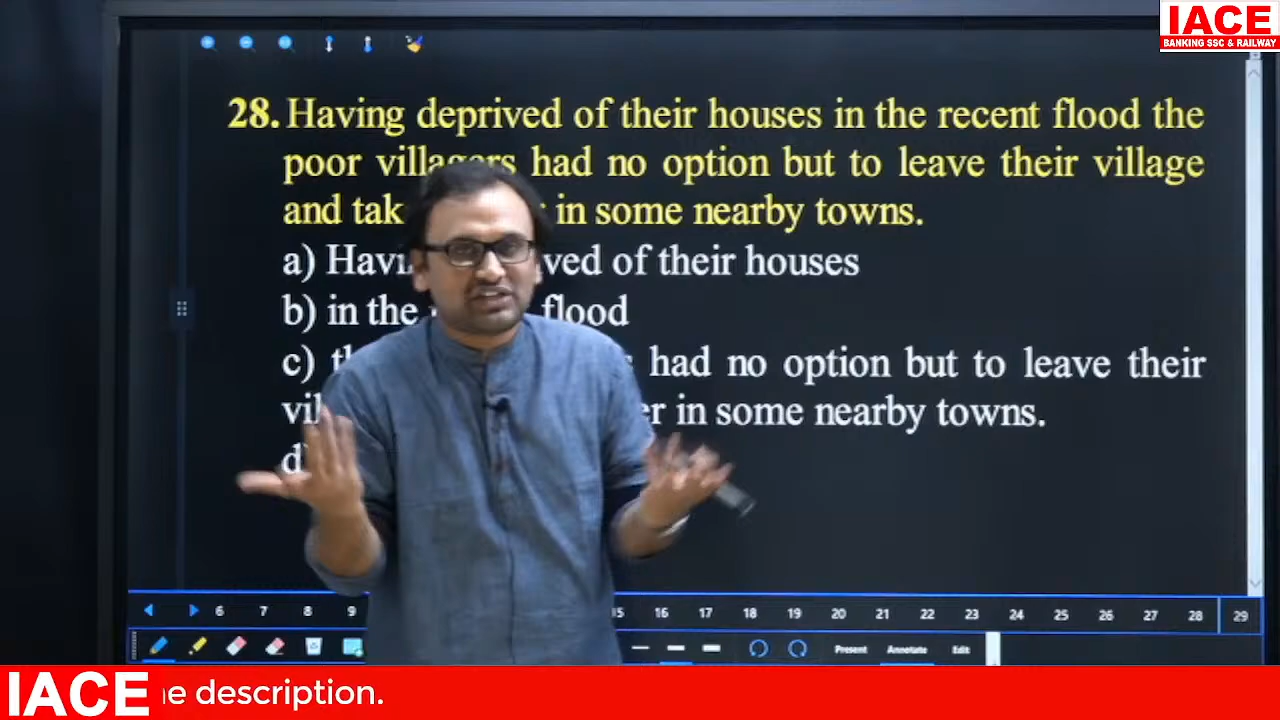 IACE
BANKING SSC & RAILWAY
28. Having deprived of their houses in the recent flood the
poor villagers had no option but to leave their village
and tak in some nearby towns.
a) Havi ved of their houses
b) in the flood
c) had no option but to leave their
vil er in some nearby towns.
d)
6 7 8 9 15 16 17 18 19 20 21 22 23 24 25 26 27 28 29
Present Annotate Edit
IACE he description.